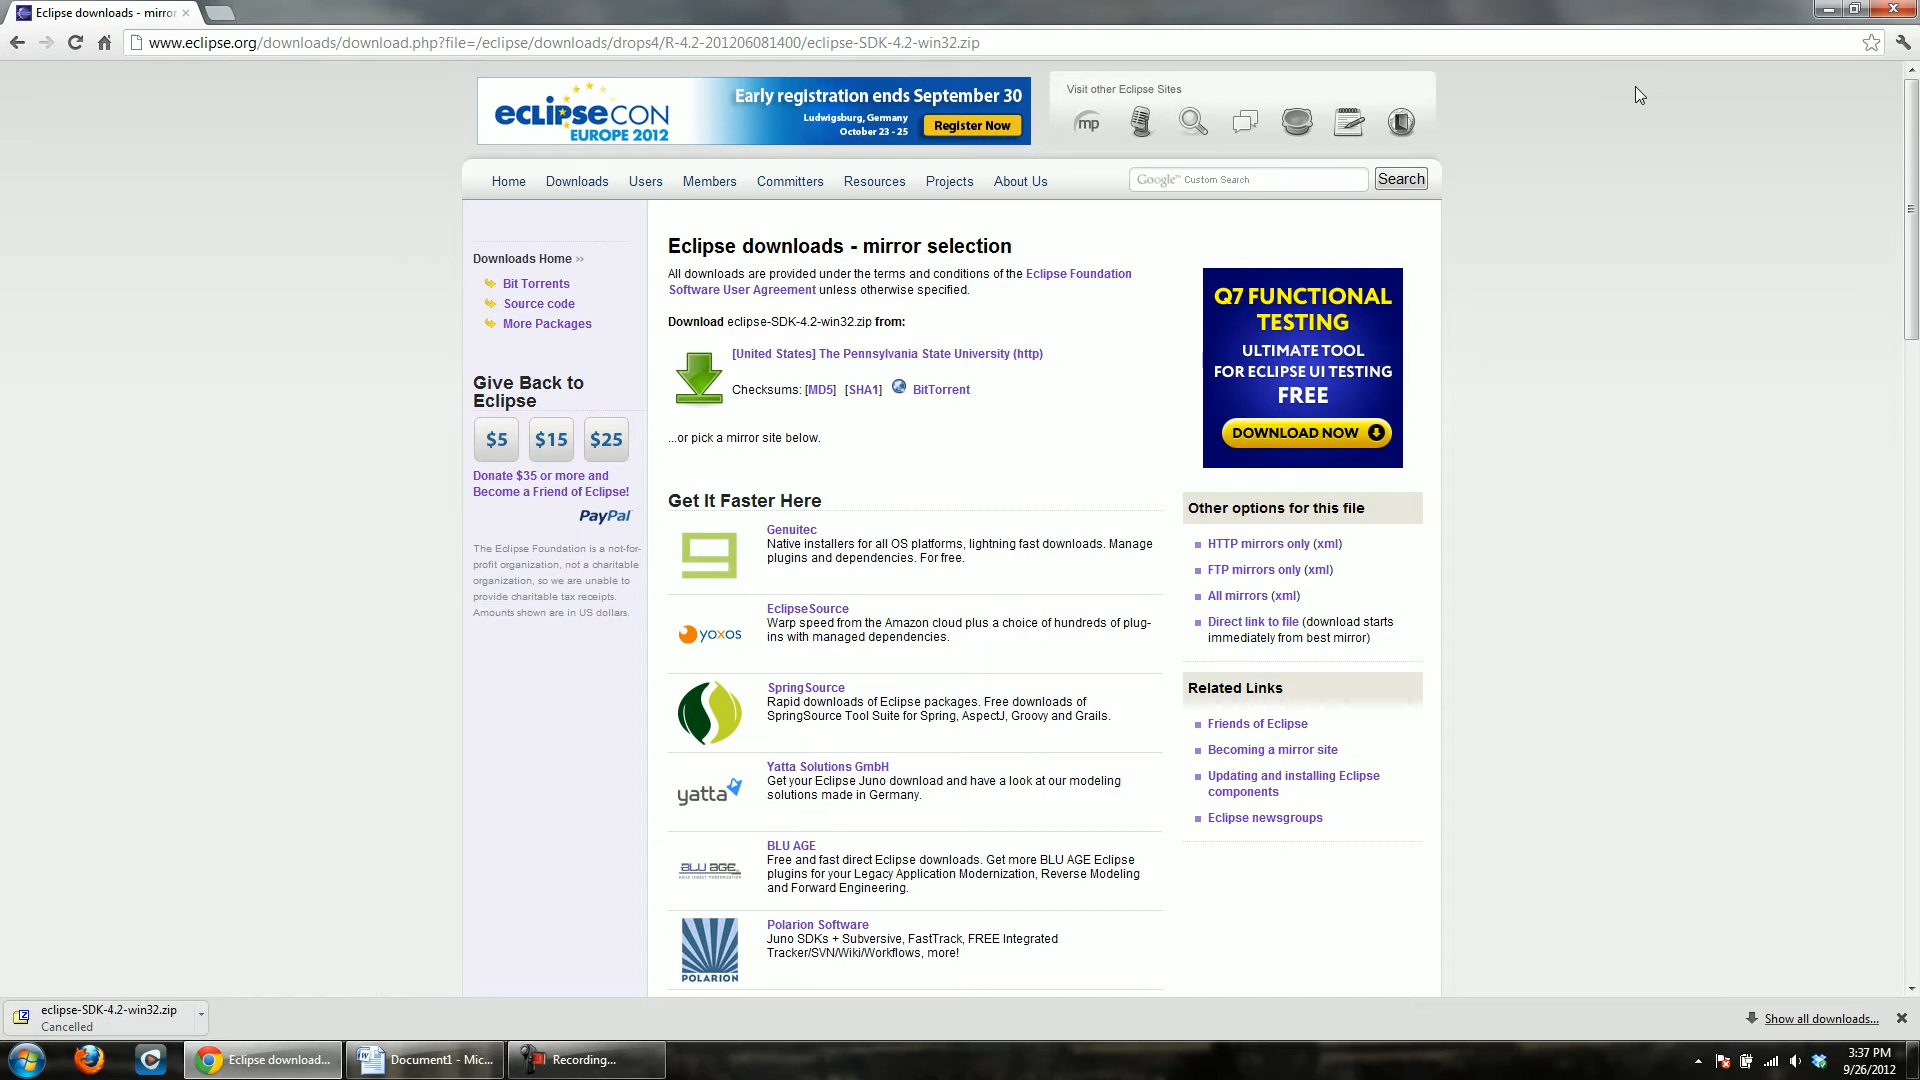 Eclipse downloads - mirror
www.eclipse.org/downloads/download.php?file=/eclipse/downloads/drops4/R-4.2-201206081400/eclipse-SDK-4.2-win32.zip
eclipseCON
EUROPE 2012
Early registration ends September 30
Ludwigsburg, Germany
October 23 - 25
Register Now
Visit other Eclipse Sites
mp
Home Downloads Users Members Committers Resources Projects About Us
Google™ Custom Search
Search
Downloads Home »
Bit Torrents
Source code
More Packages
Give Back to
Eclipse
$5 $15 $25
Donate $35 or more and
Become a Friend of Eclipse!
PayPal
The Eclipse Foundation is a not-for-
profit organization, not a charitable
organization, so we are unable to
provide charitable tax receipts.
Amounts shown are in US dollars.
Eclipse downloads - mirror selection
All downloads are provided under the terms and conditions of the Eclipse Foundation
Software User Agreement unless otherwise specified.
Download eclipse-SDK-4.2-win32.zip from:
[United States] The Pennsylvania State University (http)
Checksums: [MD5] [SHA1] BitTorrent
...or pick a mirror site below.
Get It Faster Here
Genuitec
Native installers for all OS platforms, lightning fast downloads. Manage
plugins and dependencies. For free.
yoxos
EclipseSource
Warp speed from the Amazon cloud plus a choice of hundreds of plug-
ins with managed dependencies.
SpringSource
Rapid downloads of Eclipse packages. Free downloads of
SpringSource Tool Suite for Spring, AspectJ, Groovy and Grails.
yatta
Yatta Solutions GmbH
Get your Eclipse Juno download and have a look at our modeling
solutions made in Germany.
BLU AGE
BLU AGE
Free and fast direct Eclipse downloads. Get more BLU AGE Eclipse
plugins for your Legacy Application Modernization, Reverse Modeling
and Forward Engineering.
POLARION
Polarion Software
Juno SDKs + Subversive, FastTrack, FREE Integrated
Tracker/SVN/Wiki/Workflows, more!
Q7 FUNCTIONAL
TESTING
ULTIMATE TOOL
FOR ECLIPSE UI TESTING
FREE
DOWNLOAD NOW
Other options for this file
HTTP mirrors only (xml)
FTP mirrors only (xml)
All mirrors (xml)
Direct link to file (download starts
immediately from best mirror)
Related Links
Friends of Eclipse
Becoming a mirror site
Updating and installing Eclipse
components
Eclipse newsgroups
eclipse-SDK-4.2-win32.zip
Cancelled
Show all downloads...
Eclipse download...
Document1 - Mic...
Recording...
3:37 PM
9/26/2012